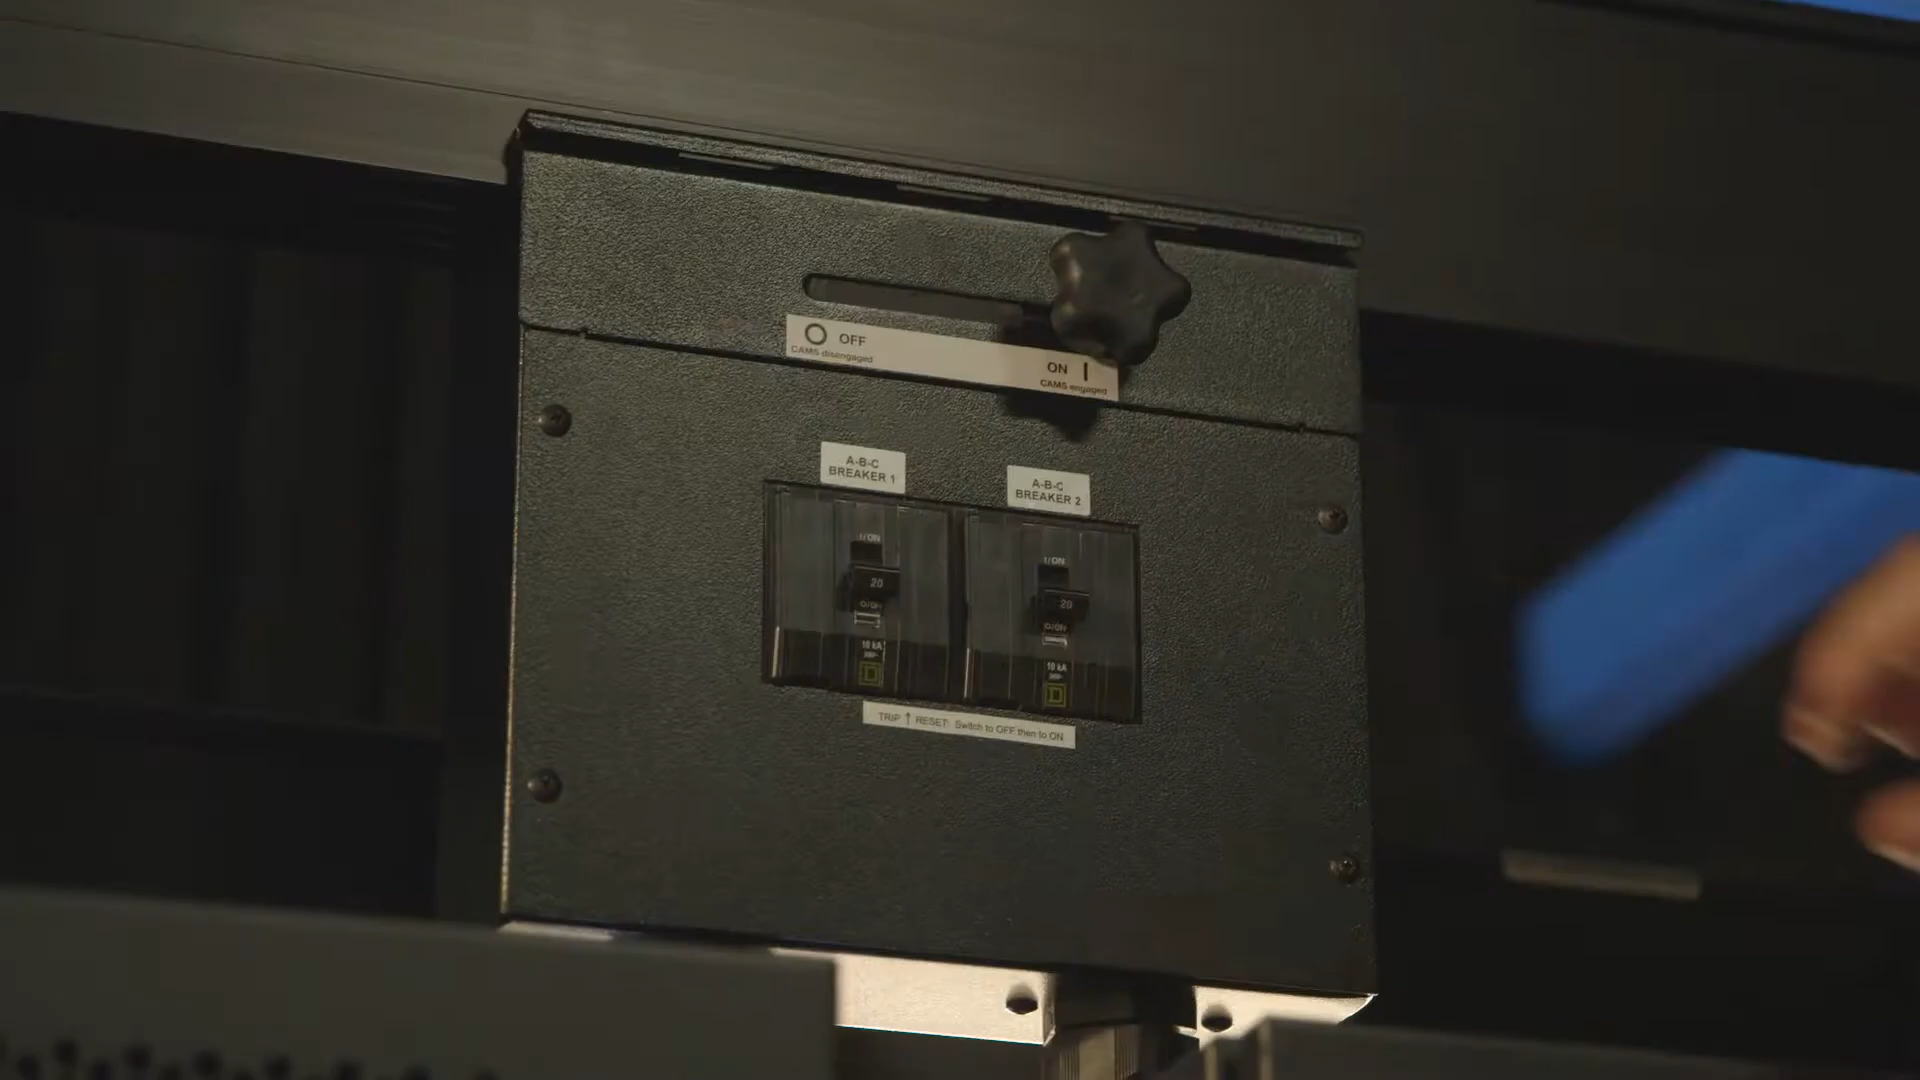 OFF
CAMS disengaged
ON
CAMS engaged
A-B-C
BREAKER 1
A-B-C
BREAKER 2
I/ON
20
O/OFF
10 kA
I/ON
20
O/OFF
10 kA
TRIP ↑ RESET: Switch to OFF then to ON